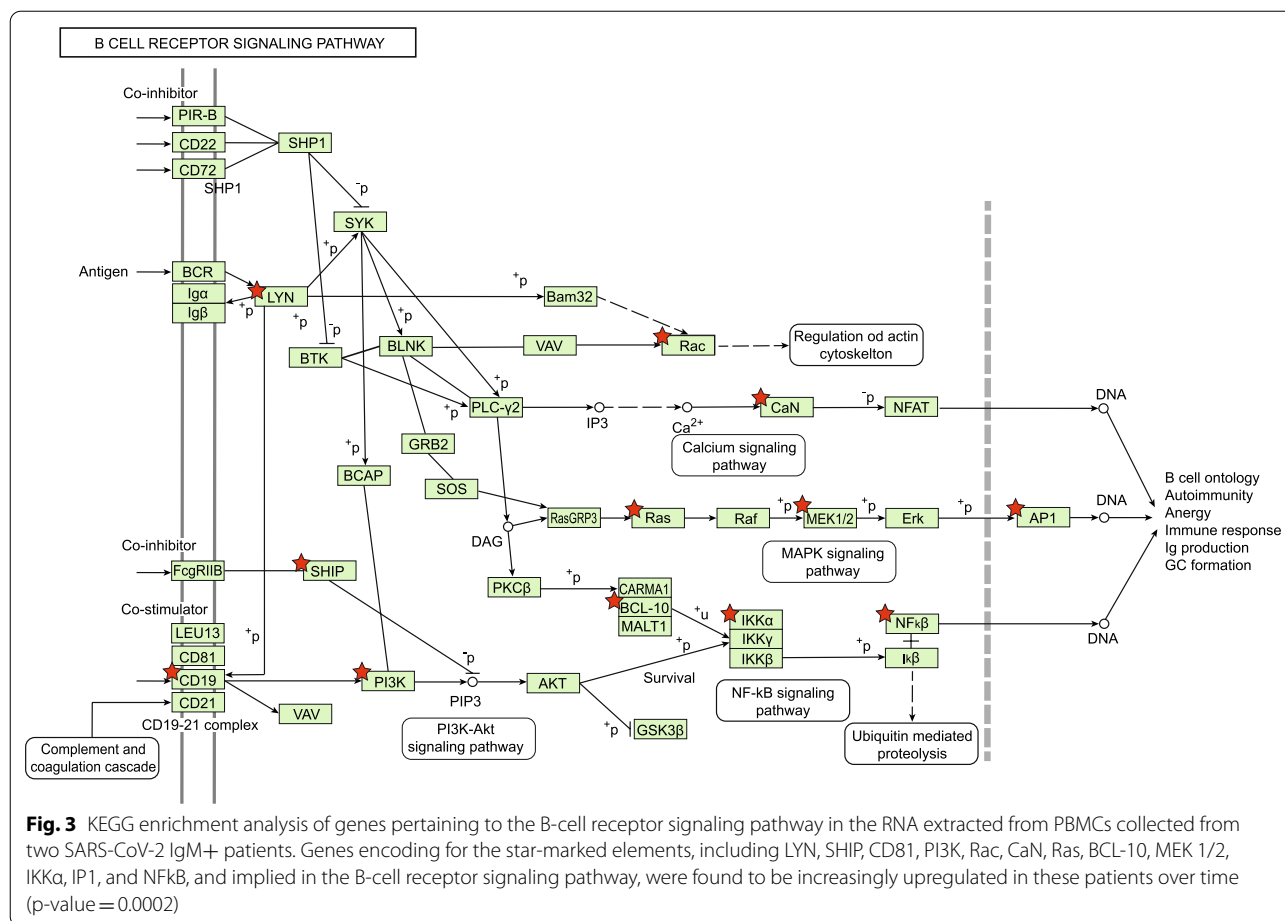 B CELL RECEPTOR SIGNALING PATHWAY
Co-inhibitor
PIR-B
CD22
CD72
SHP1
SHP1
-p
SYK
+p
Antigen
BCR
Igα
Igβ
+p
LYN
+p
-p
+p
+p
Bam32
BTK
BLNK
VAV
Rac
Regulation od actin
cytoskelton
+p
+p
PLC-γ2
IP3
Ca2+
CaN
-p
NFAT
DNA
Calcium signaling
pathway
GRB2
+p
BCAP
SOS
RasGRP3
Ras
Raf
+p
MEK1/2
+p
Erk
+p
AP1
DNA
B cell ontology
Autoimmunity
Anergy
Immune response
Ig production
GC formation
DAG
MAPK signaling
pathway
Co-inhibitor
FcgRIIB
SHIP
PKCβ
+p
CARMA1
BCL-10
MALT1
+u
IKKα
IKKγ
IKKβ
+p
+p
NFκβ
Iκβ
DNA
Co-stimulator
LEU13
CD81
CD19
CD21
CD19-21 complex
+p
VAV
PI3K
-p
PIP3
AKT
Survival
+p
GSK3β
PI3K-Akt
signaling pathway
NF-kB signaling
pathway
Ubiquitin mediated
proteolysis
Complement and
coagulation cascade
Fig. 3 KEGG enrichment analysis of genes pertaining to the B-cell receptor signaling pathway in the RNA extracted from PBMCs collected from
two SARS-CoV-2 IgM+ patients. Genes encoding for the star-marked elements, including LYN, SHIP, CD81, PI3K, Rac, CaN, Ras, BCL-10, MEK 1/2,
IKKα, IP1, and NFkB, and implied in the B-cell receptor signaling pathway, were found to be increasingly upregulated in these patients over time
(p-value = 0.0002)